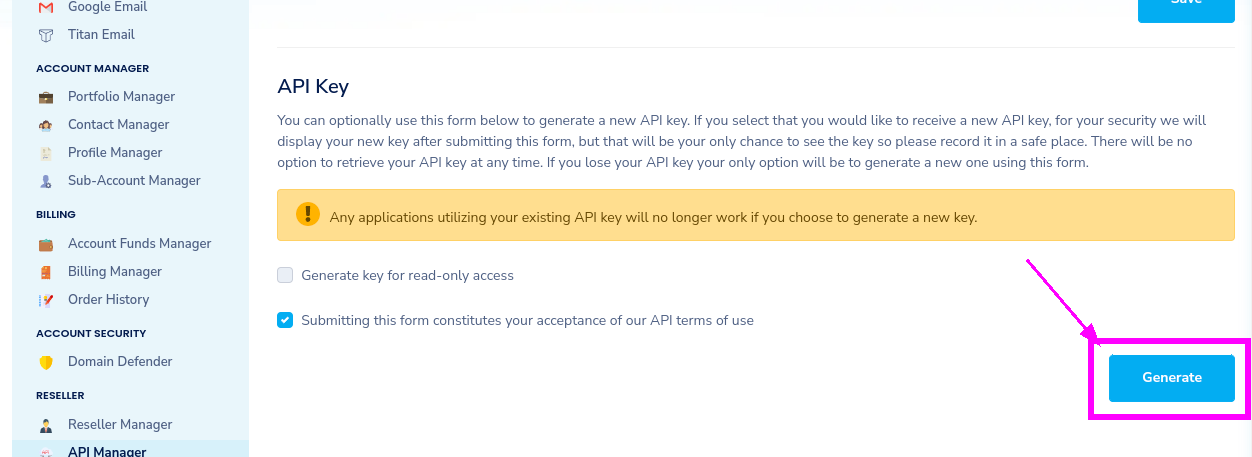 Google Email
Titan Email
ACCOUNT MANAGER
Portfolio Manager
Contact Manager
Profile Manager
Sub-Account Manager
BILLING
Account Funds Manager
Billing Manager
Order History
ACCOUNT SECURITY
Domain Defender
RESELLER
Reseller Manager
API Manager
Save
API Key
You can optionally use this form below to generate a new API key. If you select that you would like to receive a new API key, for your security we will
display your new key after submitting this form, but that will be your only chance to see the key so please record it in a safe place. There will be no
option to retrieve your API key at any time. If you lose your API key your only option will be to generate a new one using this form.
Any applications utilizing your existing API key will no longer work if you choose to generate a new key.
Generate key for read-only access
Submitting this form constitutes your acceptance of our API terms of use
Generate